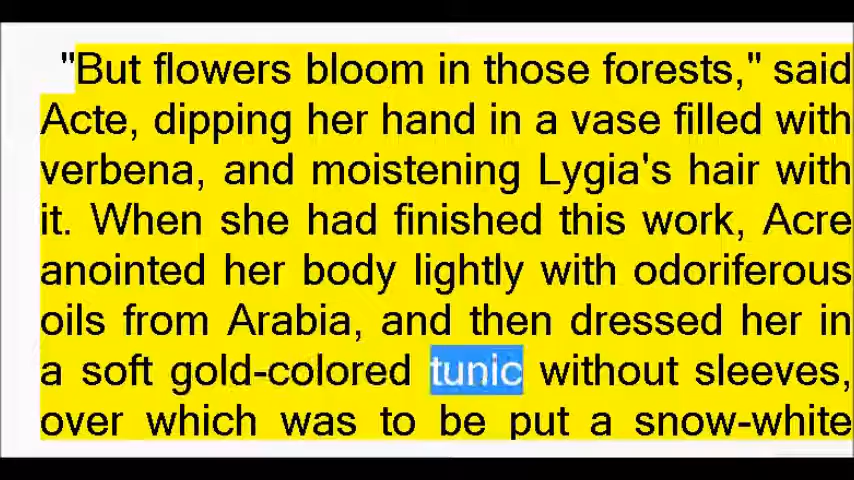 "But flowers bloom in those forests," said
Acte, dipping her hand in a vase filled with
verbena, and moistening Lygia's hair with
it. When she had finished this work, Acre
anointed her body lightly with odoriferous
oils from Arabia, and then dressed her in
a soft gold-colored tunic without sleeves,
over which was to be put a snow-white